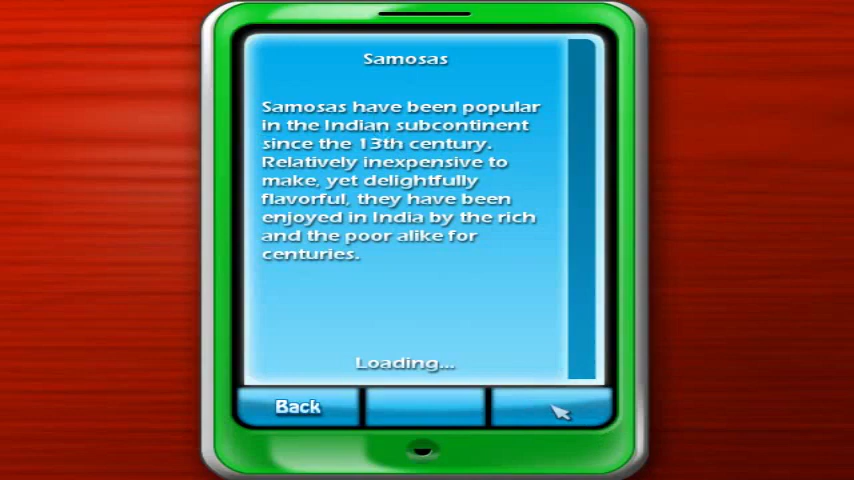 Samosas
Samosas have been popular
in the Indian subcontinent
since the 13th century.
Relatively inexpensive to
make, yet delightfully
flavorful, they have been
enjoyed in India by the rich
and the poor alike for
centuries.
Loading...
Back